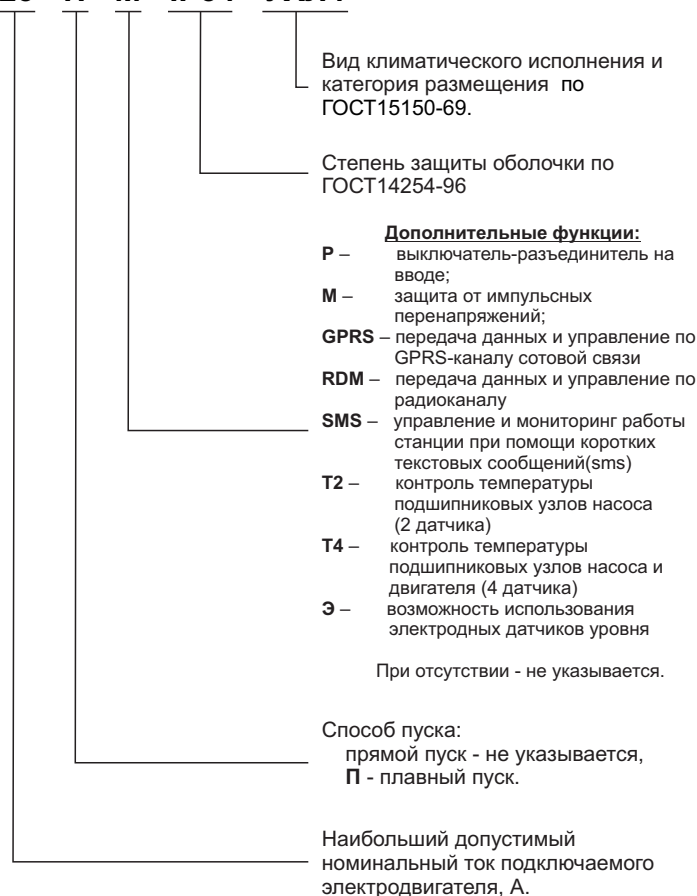 Вид климатического исполнения и
категория размещения по
ГОСТ15150-69.
Степень защиты оболочки по
ГОСТ14254-96
Дополнительные функции:
Р – выключатель-разъединитель на
вводе;
М – защита от импульсных
перенапряжений;
GPRS – передача данных и управление по
GPRS-каналу сотовой связи
RDM – передача данных и управление по
радиоканалу
SMS – управление и мониторинг работы
станции при помощи коротких
текстовых сообщений(sms)
Т2 – контроль температуры
подшипниковых узлов насоса
(2 датчика)
Т4 – контроль температуры
подшипниковых узлов насоса и
двигателя (4 датчика)
Э – возможность использования
электродных датчиков уровня
При отсутствии - не указывается.
Способ пуска:
прямой пуск - не указывается,
П - плавный пуск.
Наибольший допустимый
номинальный ток подключаемого
электродвигателя, А.